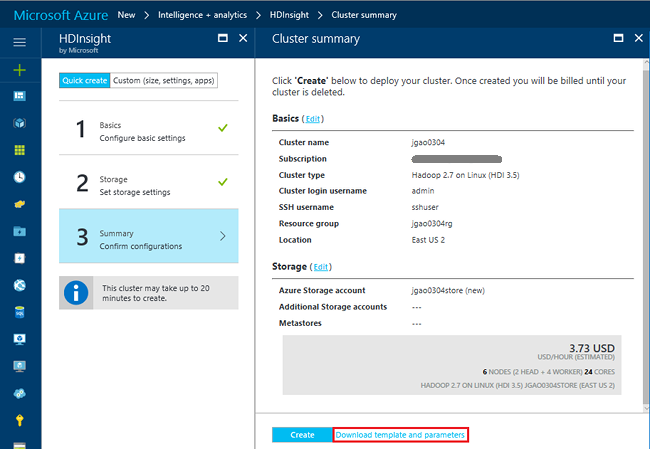 Microsoft Azure New > Intelligence + analytics > HDInsight > Cluster summary
HDInsight
by Microsoft
Quick create Custom (size, settings, apps)
1 Basics
Configure basic settings
2 Storage
Set storage settings
3 Summary
Confirm configurations
This cluster may take up to 20
minutes to create.
Cluster summary
Click 'Create' below to deploy your cluster. Once created you will be billed until your
cluster is deleted.
Basics (Edit)
Cluster name jgao0304
Subscription
Cluster type Hadoop 2.7 on Linux (HDI 3.5)
Cluster login username admin
SSH username sshuser
Resource group jgao0304rg
Location East US 2
Storage (Edit)
Azure Storage account jgao0304store (new)
Additional Storage accounts ---
Metastores ---
3.73 USD
USD/HOUR (ESTIMATED)
6 NODES (2 HEAD + 4 WORKER) 24 CORES
HADOOP 2.7 ON LINUX (HDI 3.5) JGAO0304STORE (EAST US 2)
Create Download template and parameters